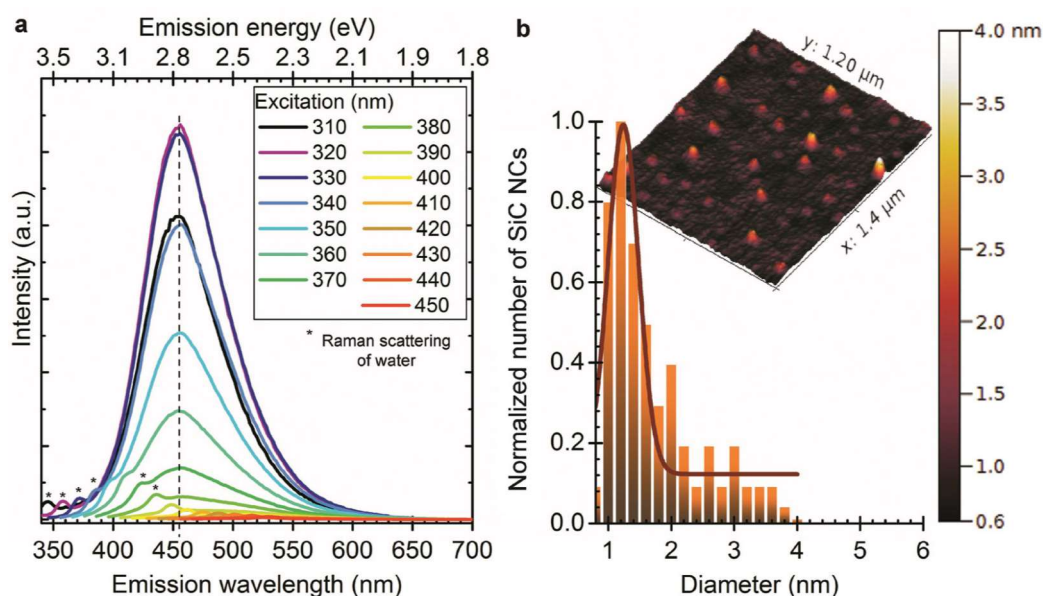 a
Emission energy (eV)
3.5 3.1 2.8 2.5 2.3 2.1 1.9 1.8
Intensity (a.u.)
Excitation (nm)
310 380
320 390
330 400
340 410
350 420
360 430
370 440
450
* Raman scattering
of water
* * * * * *
350 400 450 500 550 600 650 700
Emission wavelength (nm)
b
y: 1.20 µm
x: 1.4 µm
4.0 nm
3.5
3.0
2.5
2.0
1.5
1.0
0.6
Normalized number of SiC NCs
1.0
0.8
0.6
0.4
0.2
0.0
1 2 3 4 5 6
Diameter (nm)